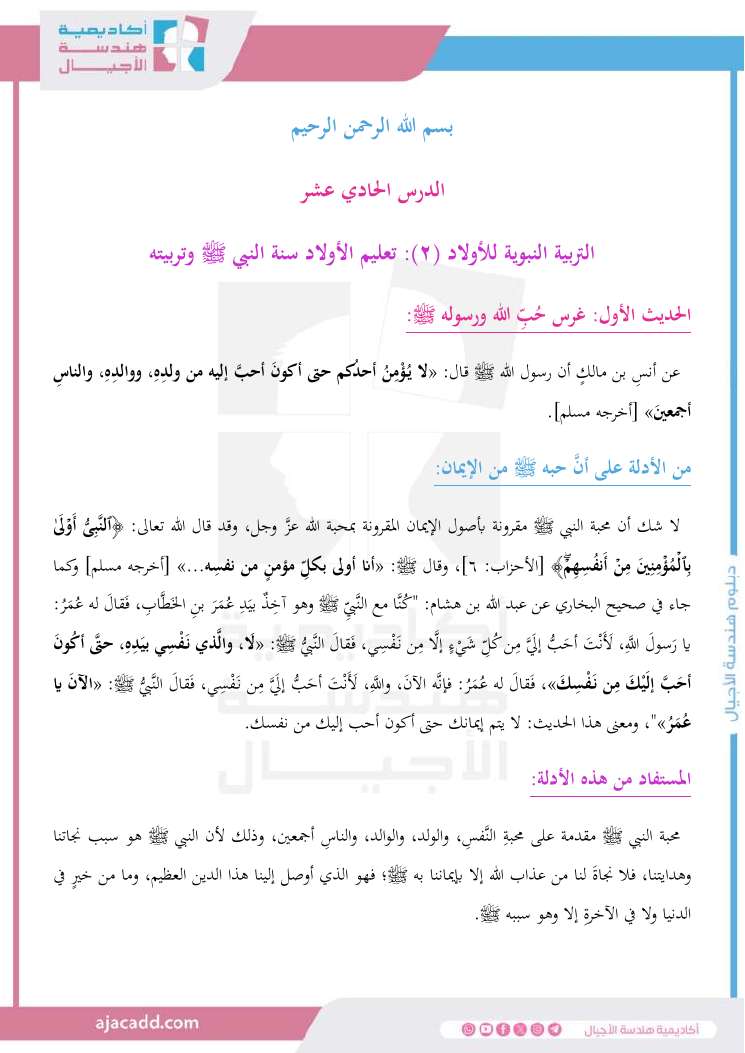 أكاديمية
هندسة
الأجيال
بسم الله الرحمن الرحيم
الدرس الحادي عشر
التربية النبوية للأولاد (٢): تعليم الأولاد سنة النبي ﷺ وتربيته
الحديث الأول: غرس حُبِّ الله ورسوله ﷺ:
عن أنسِ بن مالكٍ أن رسول الله ﷺ قال: «لا يُؤْمِنُ أحدُكم حتى أكونَ أحبَّ إليه من ولدِهِ، ووالدِهِ، والناسِ
أجمعينَ» [أخرجه مسلم].
من الأدلة على أنَّ حبه ﷺ من الإيمان:
لا شك أن محبة النبي ﷺ مقرونة بأصول الإيمان المقرونة بمحبة الله عزَّ وجل، وقد قال الله تعالى: ﴿ٱلنَّبِىُّ أَوْلَىٰ
بِٱلْمُؤْمِنِينَ مِنْ أَنفُسِهِمْۖ﴾ [الأحزاب: ٦]، وقال ﷺ: «أنا أولى بكلِّ مؤمنٍ من نفسِه...» [أخرجه مسلم] وكما
جاء في صحيح البخاري عن عبد الله بن هشام: "كُنَّا مع النَّبيِّ ﷺ وهو آخِذٌ بيَدِ عُمَرَ بنِ الخَطَّابِ، فَقالَ له عُمَرُ:
يا رَسولَ اللَّهِ، لَأَنْتَ أحَبُّ إلَيَّ مِن كُلِّ شَيْءٍ إلَّا مِن نَفْسِي، فَقالَ النبيُّ ﷺ: «لَا، والَّذي نَفْسِي بيَدِهِ، حتَّى أكُونَ
أحَبَّ إلَيْكَ مِن نَفْسِكَ»، فَقالَ له عُمَرُ: فإنَّه الآنَ، واللَّهِ، لَأَنْتَ أحَبُّ إلَيَّ مِن نَفْسِي، فَقالَ النَّبيُّ ﷺ: «الآنَ يا
عُمَرُ»"، ومعنى هذا الحديث: لا يتم إيمانك حتى أكون أحب إليك من نفسك.
المستفاد من هذه الأدلة:
محبة النبي ﷺ مقدمة على محبةِ النَّفسِ، والولد، والوالد، والناسِ أجمعين، وذلك لأن النبي ﷺ هو سبب نجاتنا
وهدايتنا، فلا نجاةَ لنا من عذاب الله إلا بإيماننا به ﷺ؛ فهو الذي أوصل إلينا هذا الدين العظيم، وما من خيرٍ في
الدنيا ولا في الآخرةِ إلا وهو سببه ﷺ.
دبلوم هندسة الأجيال
أكاديمية
هندسة
الأجيال
أكاديمية هندسة الأجيال
ajacadd.com